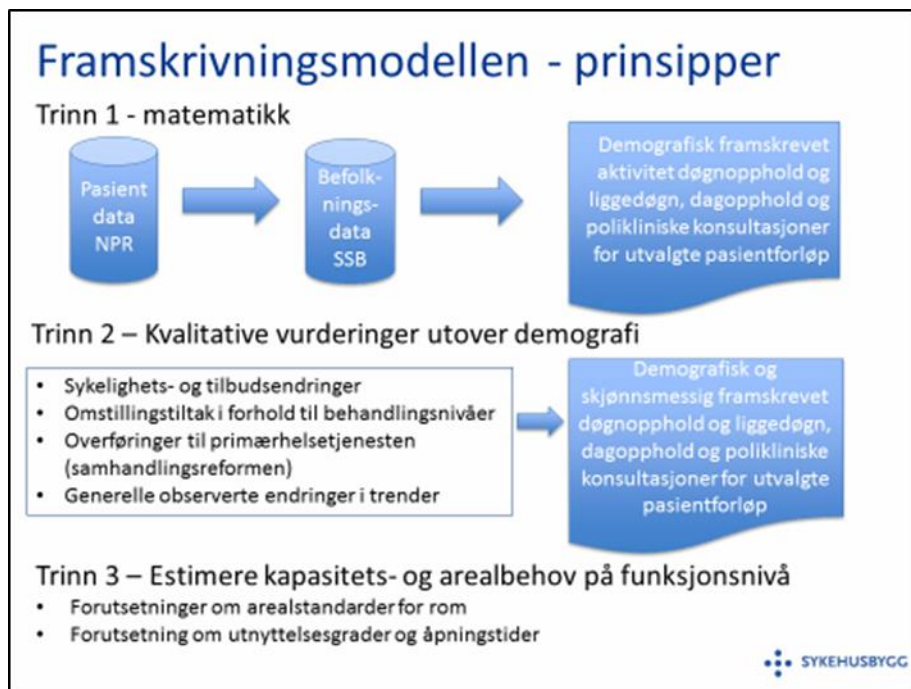 Framskrivningsmodellen - prinsipper
Trinn 1 - matematikk
Pasient
data
NPR
Befolk-
nings-
data
SSB
Demografisk framskrevet
aktivitet døgnopphold og
liggedøgn, dagopphold og
polikliniske konsultasjoner
for utvalgte pasientforløp
Trinn 2 – Kvalitative vurderinger utover demografi
• Sykelighets- og tilbudsendringer
• Omstillingstiltak i forhold til behandlingsnivåer
• Overføringer til primærhelsetjenesten
(samhandlingsreformen)
• Generelle observerte endringer i trender
Demografisk og
skjønnsmessig framskrevet
døgnopphold og liggedøgn,
dagopphold og polikliniske
konsultasjoner for utvalgte
pasientforløp
Trinn 3 – Estimere kapasitets- og arealbehov på funksjonsnivå
• Forutsetninger om arealstandarder for rom
• Forutsetning om utnyttelsesgrader og åpningstider
SYKEHUSBYGG